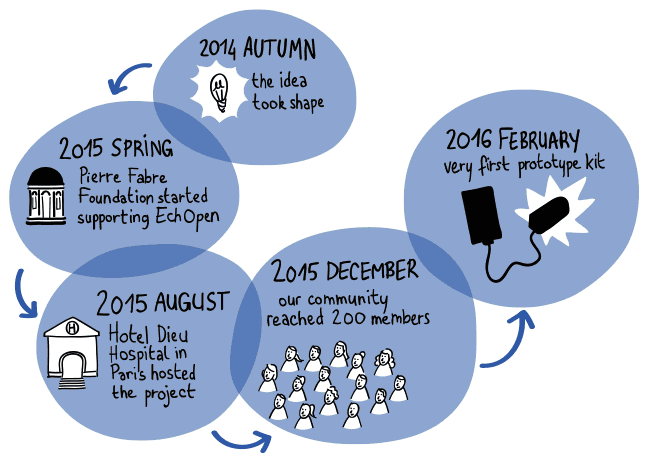 2014 AUTUMN
the idea
took shape
2015 SPRING
Pierre Fabre
Foundation started
supporting EchOpen
2015 AUGUST
H
Hotel Dieu
Hospital in
Paris hosted
the project
2015 DECEMBER
our community
reached 200 members
2016 FEBRUARY
very first prototype kit